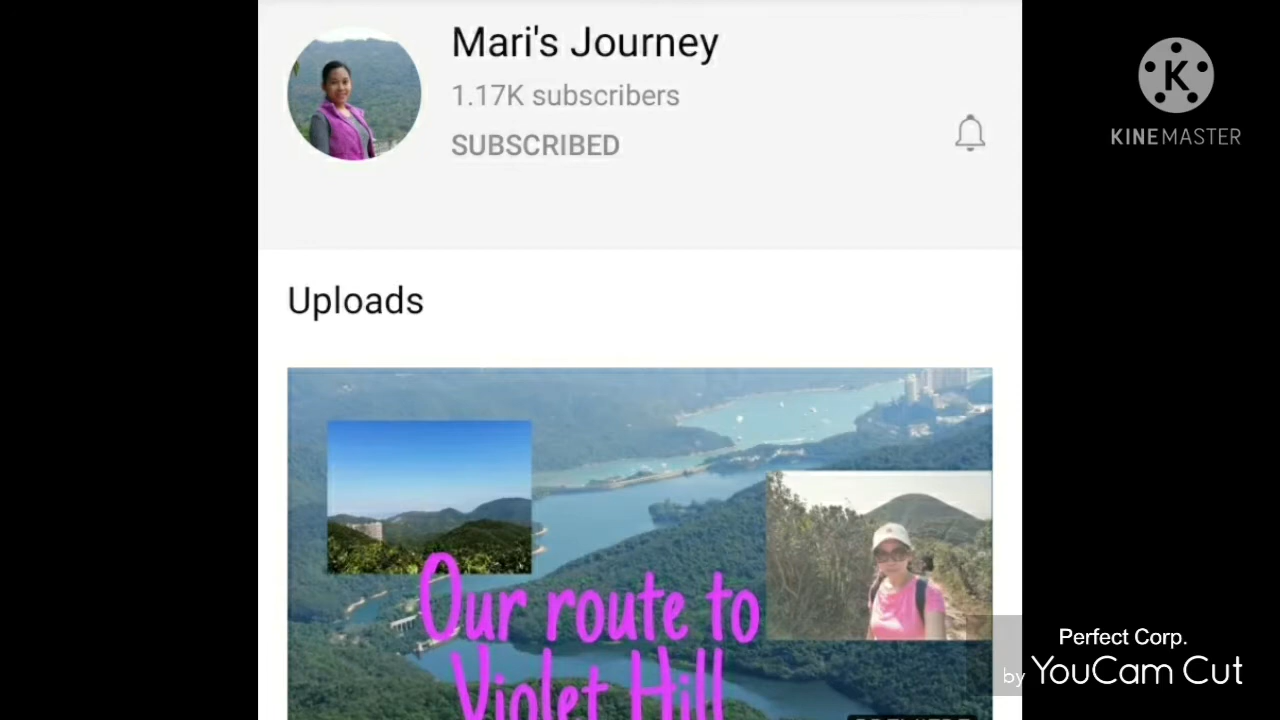 Mari's Journey
1.17K subscribers
SUBSCRIBED
K
KINEMASTER
Uploads
Our route to
Violet Hill
Perfect Corp.
by YouCam Cut